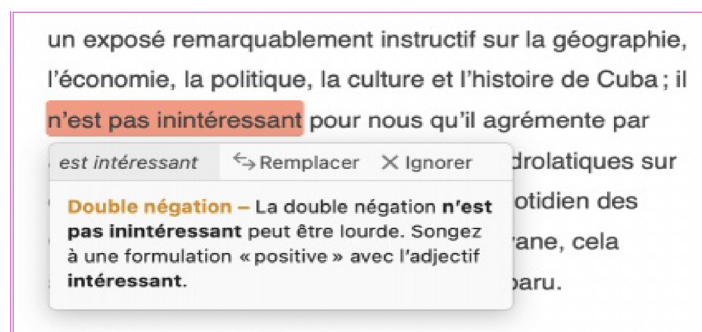 un exposé remarquablement instructif sur la géographie,
l’économie, la politique, la culture et l’histoire de Cuba ; il
n’est pas inintéressant pour nous qu’il agrémente par
est intéressant Remplacer Ignorer
drolatiques sur
Double négation – La double négation n’est
pas inintéressant peut être lourde. Songez
à une formulation « positive » avec l’adjectif
intéressant.
otidien des
ane, cela
paru.